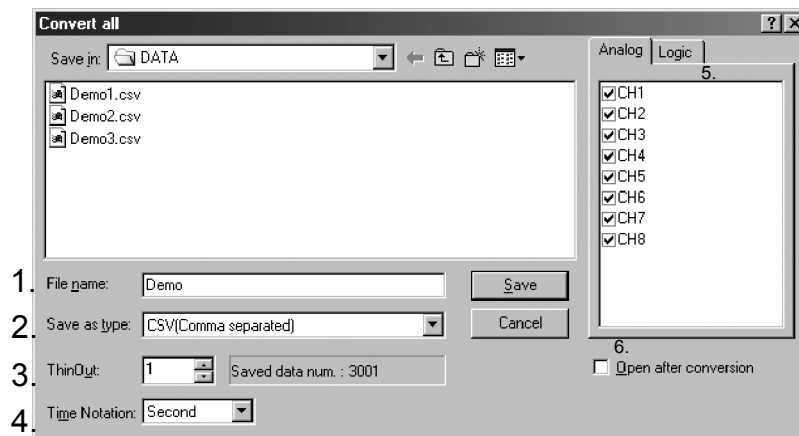 Convert all
Save in: DATA
Analog Logic
5.
Demo1.csv
Demo2.csv
Demo3.csv
CH1
CH2
CH3
CH4
CH5
CH6
CH7
CH8
1. File name: Demo Save
2. Save as type: CSV(Comma separated) Cancel
3. ThinOut: 1 Saved data num. : 3001
4. Time Notation: Second
6.
Open after conversion